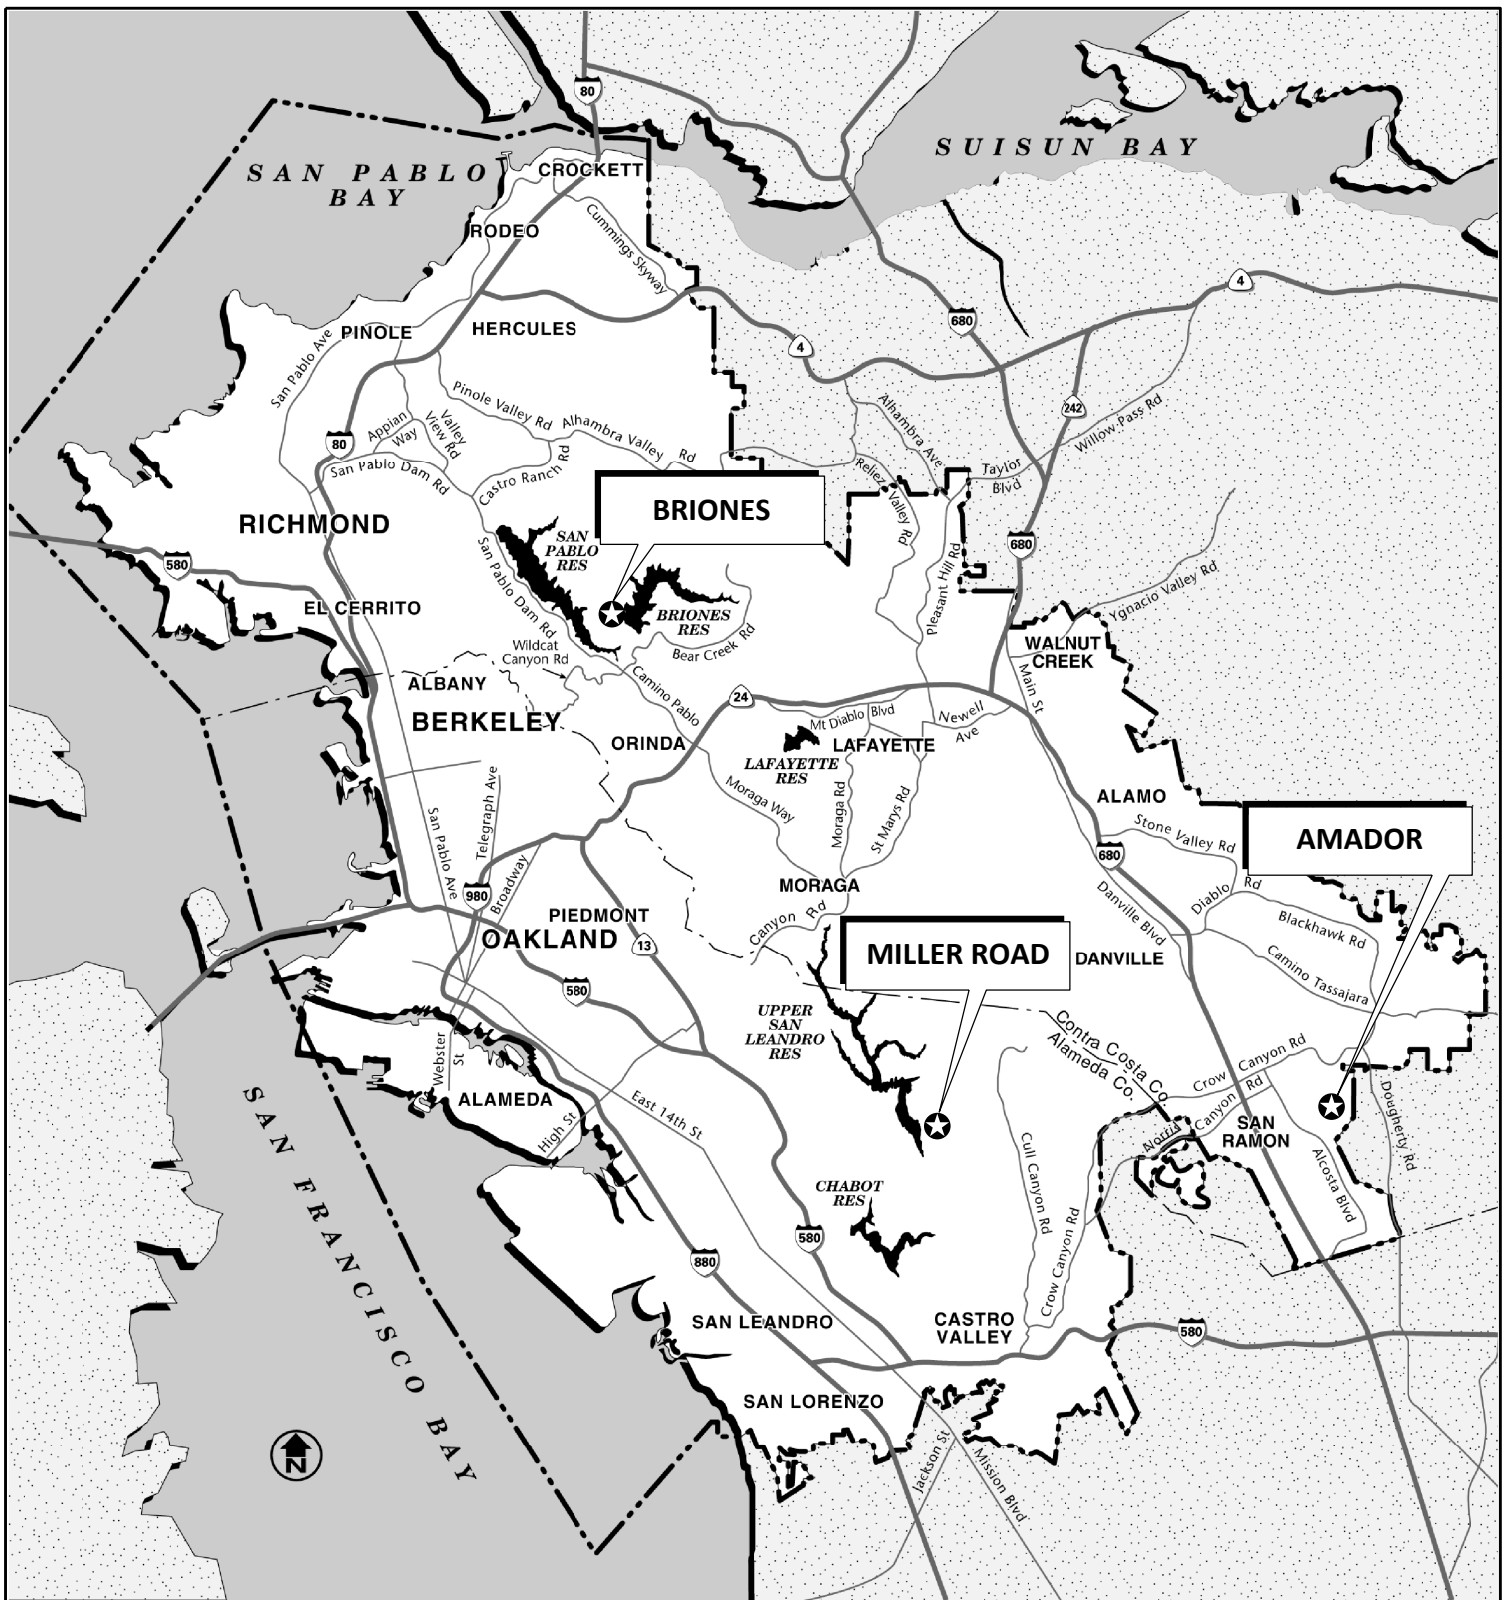 80
SUISUN BAY
SAN PABLO
BAY
CROCKETT
RODEO
Cummings Skyway
4
680
PINOLE
HERCULES
4
San Pablo Ave
Pinole Valley Rd
Alhambra Valley Rd
Appian
Way
Valley
View Rd
Alhambra Ave
242
Willow Pass Rd
80
San Pablo Dam Rd
Castro Ranch Rd
Reliez Valley Rd
Taylor
Blvd
BRIONES
RICHMOND
SAN
PABLO
RES
680
580
San Pablo Dam Rd
Pleasant Hill Rd
Ygnacio Valley Rd
EL CERRITO
BRIONES
RES
Bear Creek Rd
Wildcat
Canyon Rd
WALNUT
CREEK
ALBANY
Camino Pablo
24
Main St
BERKELEY
ORINDA
Mt Diablo Blvd
Newell
Ave
LAFAYETTE
LAFAYETTE
RES
Moraga Way
Moraga Rd
St Marys Rd
ALAMO
Stone Valley Rd
AMADOR
San Pablo Ave
Telegraph Ave
Broadway
980
680
MORAGA
Danville Blvd
Diablo Rd
Blackhawk Rd
PIEDMONT
OAKLAND
13
Canyon Rd
MILLER ROAD
DANVILLE
Camino Tassajara
580
UPPER
SAN
LEANDRO
RES
Contra Costa Co.
Alameda Co.
Webster
St
Crow Canyon Rd
Norris Canyon Rd
Dougherty Rd
ALAMEDA
High St
East 14th St
SAN
RAMON
Cull Canyon Rd
Alcosta Blvd
CHABOT
RES
580
880
Crow Canyon Rd
SAN FRANCISCO BAY
SAN LEANDRO
CASTRO
VALLEY
580
SAN LORENZO
Jackson St
Mission Blvd
N